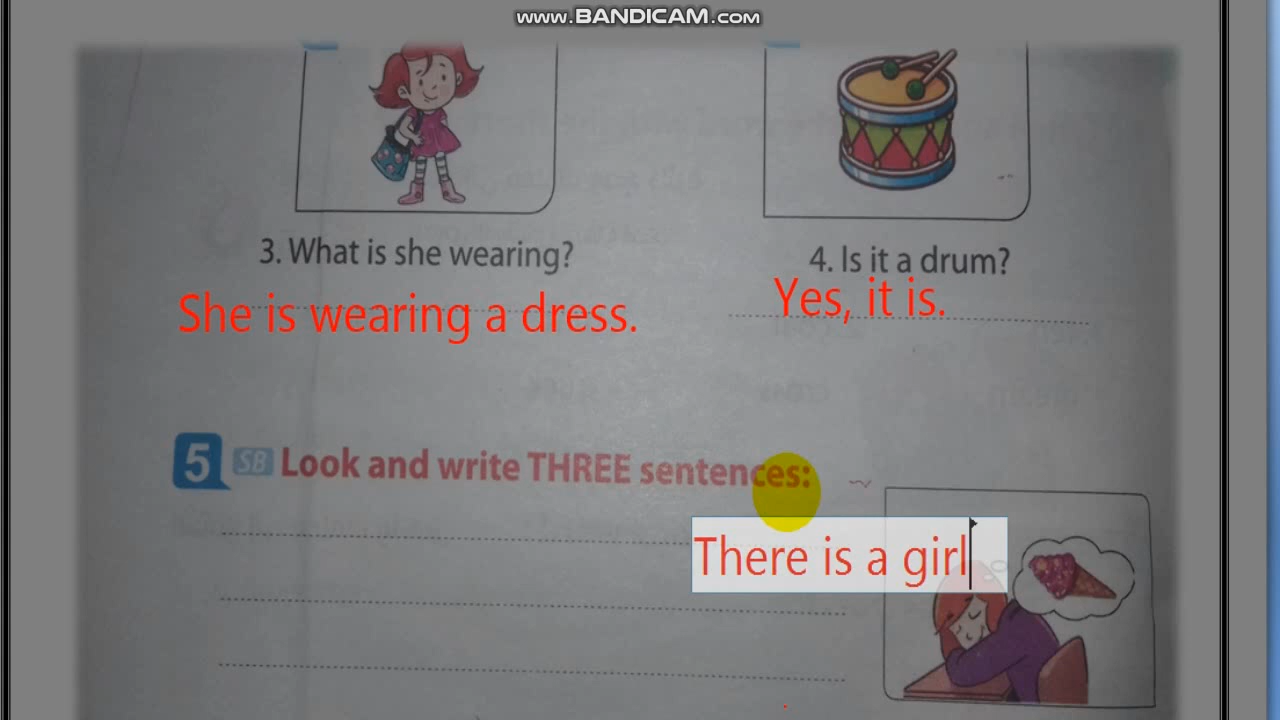 www.BANDICAM.com
3. What is she wearing?
4. Is it a drum?
She is wearing a dress.
Yes, it is.
5 SB Look and write THREE sentences:
There is a girl